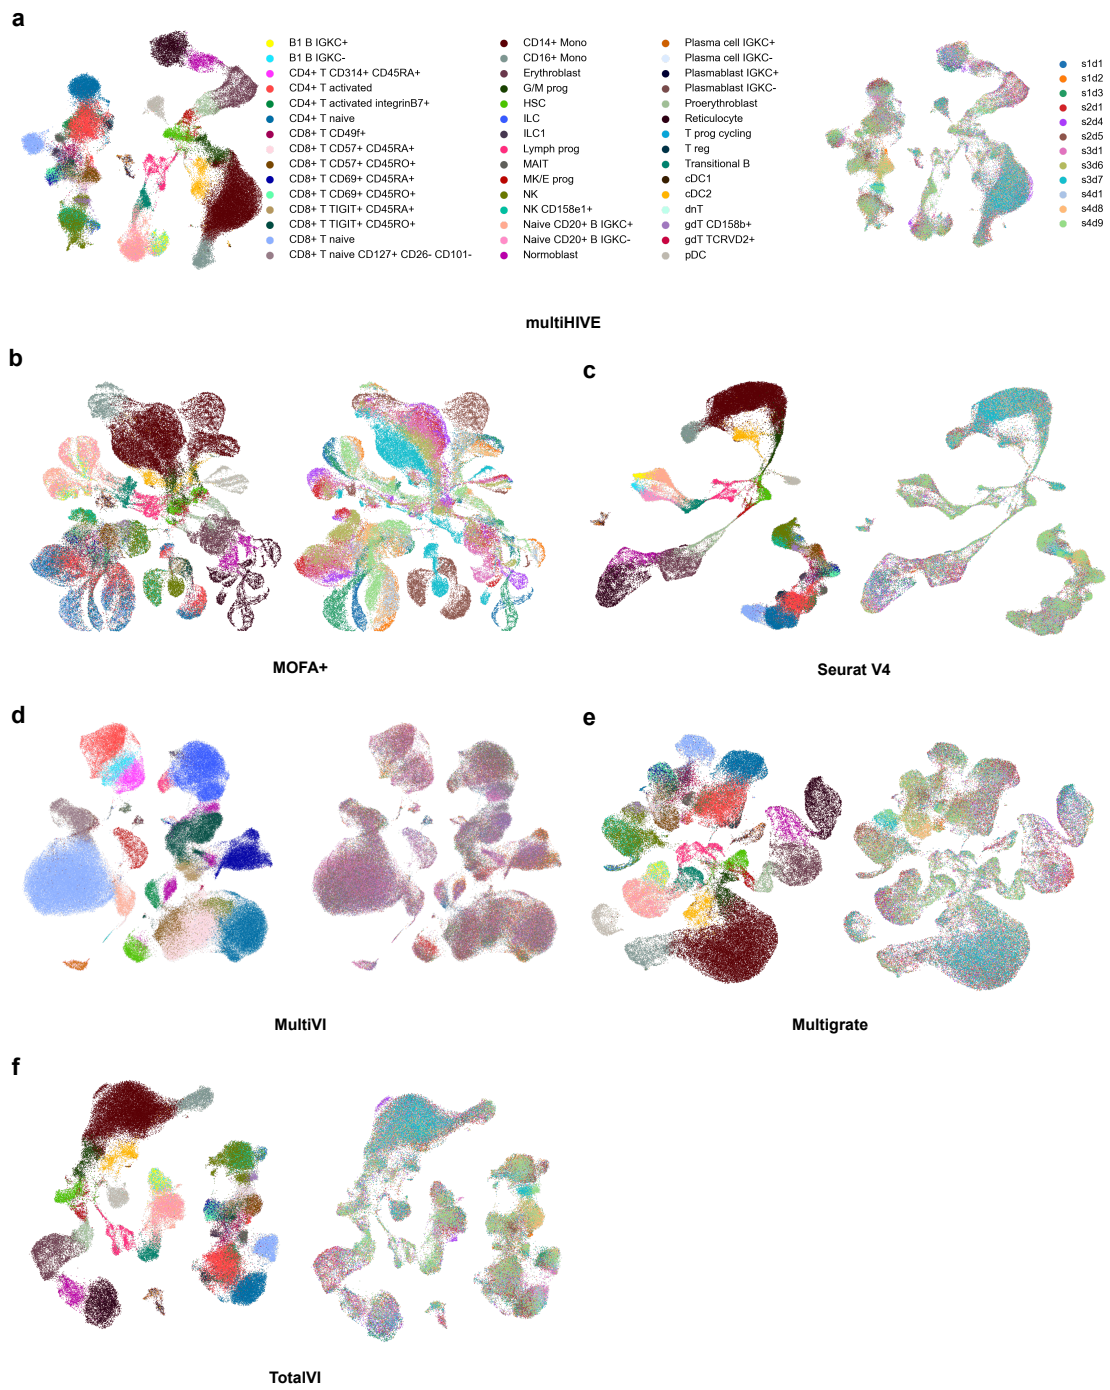 a
B1 B IGKC+
B1 B IGKC-
CD4+ T CD314+ CD45RA+
CD4+ T activated
CD4+ T activated integrinB7+
CD4+ T naive
CD8+ T CD49f+
CD8+ T CD57+ CD45RA+
CD8+ T CD57+ CD45RO+
CD8+ T CD69+ CD45RA+
CD8+ T CD69+ CD45RO+
CD8+ T TIGIT+ CD45RA+
CD8+ T TIGIT+ CD45RO+
CD8+ T naive
CD8+ T naive CD127+ CD26- CD101-
CD14+ Mono
CD16+ Mono
Erythroblast
G/M prog
HSC
ILC
ILC1
Lymph prog
MAIT
MK/E prog
NK
NK CD158e1+
Naive CD20+ B IGKC+
Naive CD20+ B IGKC-
Normoblast
Plasma cell IGKC+
Plasma cell IGKC-
Plasmablast IGKC+
Plasmablast IGKC-
Proerythroblast
Reticulocyte
T prog cycling
T reg
Transitional B
cDC1
cDC2
dnT
gdT CD158b+
gdT TCRVD2+
pDC
s1d1
s1d2
s1d3
s2d1
s2d4
s2d5
s3d1
s3d6
s3d7
s4d1
s4d8
s4d9
multiHIVE
b
MOFA+
c
Seurat V4
d
MultiVI
e
Multigrate
f
TotalVI